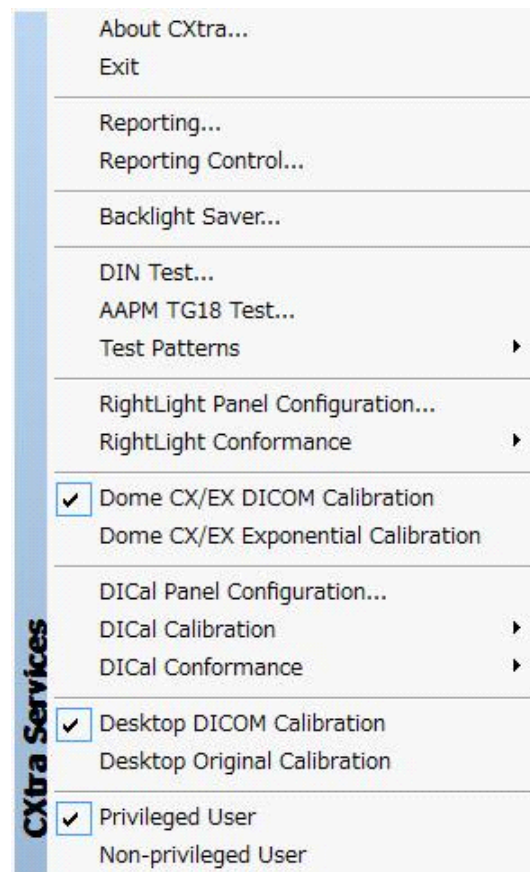 About CXtra...
Exit
Reporting...
Reporting Control...
Backlight Saver...
DIN Test...
AAPM TG18 Test...
Test Patterns
RightLight Panel Configuration...
RightLight Conformance
Dome CX/EX DICOM Calibration
Dome CX/EX Exponential Calibration
DICal Panel Configuration...
DICal Calibration
DICal Conformance
Desktop DICOM Calibration
Desktop Original Calibration
Privileged User
Non-privileged User
CXtra Services